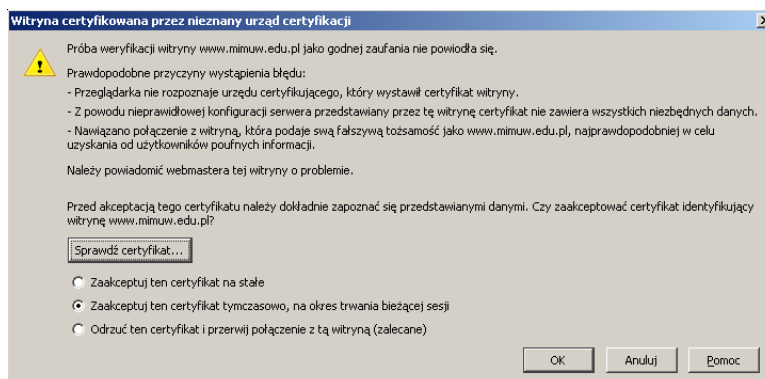 Witryna certyfikowana przez nieznany urząd certyfikacji
Próba weryfikacji witryny www.mimuw.edu.pl jako godnej zaufania nie powiodła się.
Prawdopodobne przyczyny wystąpienia błędu:
- Przeglądarka nie rozpoznaje urzędu certyfikującego, który wystawił certyfikat witryny.
- Z powodu nieprawidłowej konfiguracji serwera przedstawiany przez tę witrynę certyfikat nie zawiera wszystkich niezbędnych danych.
- Nawiązano połączenie z witryną, która podaje swą fałszywą tożsamość jako www.mimuw.edu.pl, najprawdopodobniej w celu
uzyskania od użytkowników poufnych informacji.
Należy powiadomić webmastera tej witryny o problemie.
Przed akceptacją tego certyfikatu należy dokładnie zapoznać się przedstawianymi danymi. Czy zaakceptować certyfikat identyfikujący
witrynę www.mimuw.edu.pl?
Sprawdź certyfikat...
Zaakceptuj ten certyfikat na stałe
Zaakceptuj ten certyfikat tymczasowo, na okres trwania bieżącej sesji
Odrzuć ten certyfikat i przerwij połączenie z tą witryną (zalecane)
OK Anuluj Pomoc